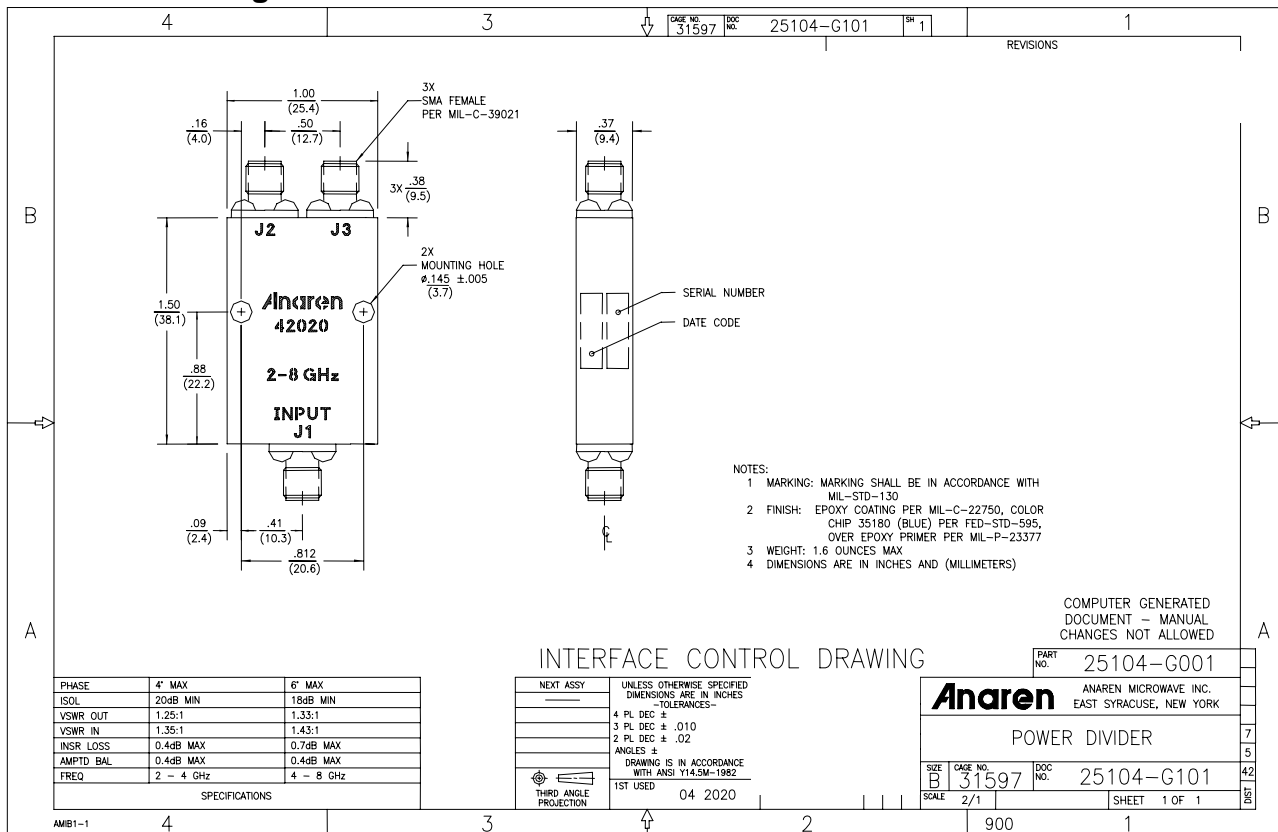 4 3 1
CAGE NO. 31597 DOC NO. 25104-G101 SH 1
REVISIONS
1.00
(25.4)
.16
(4.0)
.50
(12.7)
3X
SMA FEMALE
PER MIL-C-39021
3X .38
(9.5)
.37
(9.4)
B
B
J2 J3
2X
MOUNTING HOLE
ø.145 ±.005
(3.7)
Anaren
42020
2-8 GHz
INPUT
J1
1.50
(38.1)
.88
(22.2)
SERIAL NUMBER
DATE CODE
.09
(2.4)
.41
(10.3)
.812
(20.6)
CL
NOTES:
1 MARKING: MARKING SHALL BE IN ACCORDANCE WITH
MIL-STD-130
2 FINISH: EPOXY COATING PER MIL-C-22750, COLOR
CHIP 35180 (BLUE) PER FED-STD-595,
OVER EPOXY PRIMER PER MIL-P-23377
3 WEIGHT: 1.6 OUNCES MAX
4 DIMENSIONS ARE IN INCHES AND (MILLIMETERS)
COMPUTER GENERATED
DOCUMENT - MANUAL
CHANGES NOT ALLOWED
A
A
INTERFACE CONTROL DRAWING
PART NO. 25104-G001
PHASE 4° MAX 6° MAX
ISOL 20dB MIN 18dB MIN
VSWR OUT 1.25:1 1.33:1
VSWR IN 1.35:1 1.43:1
INSR LOSS 0.4dB MAX 0.7dB MAX
AMPTD BAL 0.4dB MAX 0.4dB MAX
FREQ 2 - 4 GHz 4 - 8 GHz
SPECIFICATIONS
NEXT ASSY
UNLESS OTHERWISE SPECIFIED
DIMENSIONS ARE IN INCHES
-TOLERANCES-
4 PL DEC ±
3 PL DEC ± .010
2 PL DEC ± .02
ANGLES ±
DRAWING IS IN ACCORDANCE
WITH ANSI Y14.5M-1982
THIRD ANGLE
PROJECTION
1ST USED 04 2020
Anaren
ANAREN MICROWAVE INC.
EAST SYRACUSE, NEW YORK
POWER DIVIDER
SIZE B CAGE NO. 31597 DOC NO. 25104-G101
SCALE 2/1 SHEET 1 OF 1
7
5
42
DIST
AMIB1-1 4 3 2 900 1